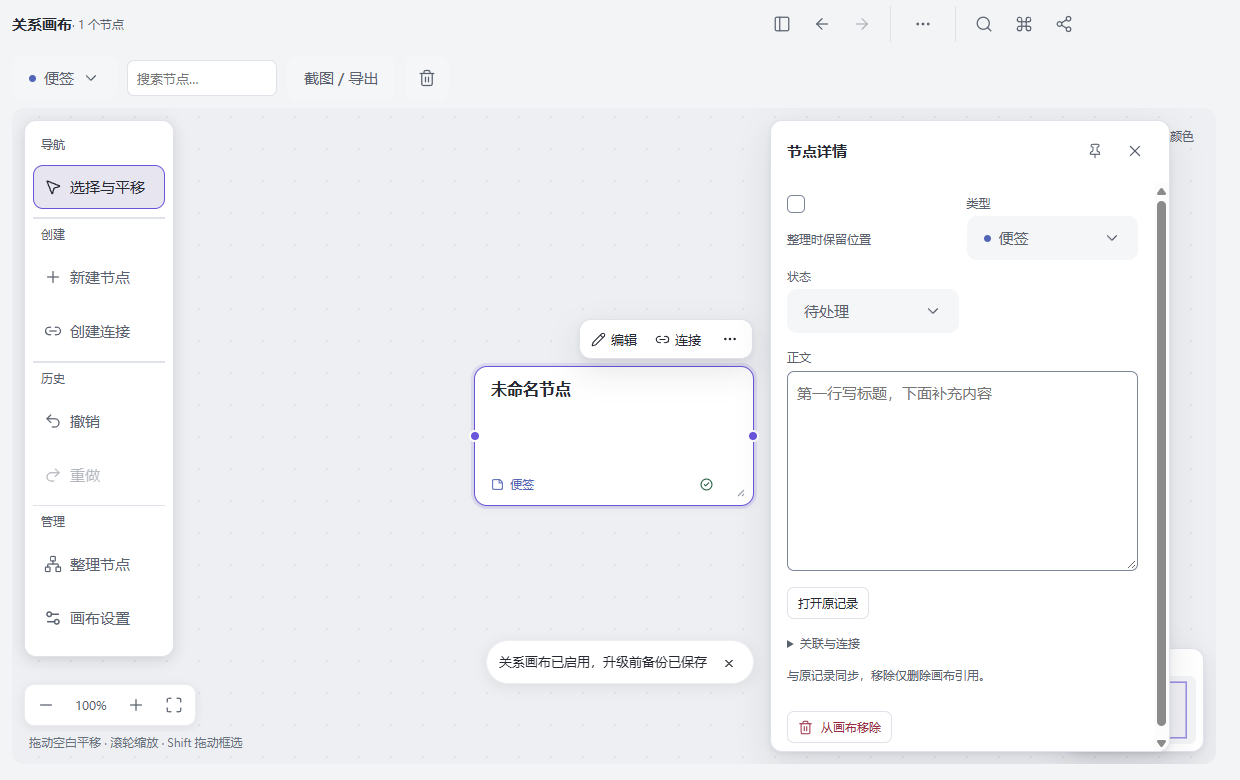 关系画布· 1 个节点
便签
搜索节点...
截图 / 导出
导航
选择与平移
创建
新建节点
创建连接
历史
撤销
重做
管理
整理节点
画布设置
100%
拖动空白平移 · 滚轮缩放 · Shift 拖动框选
编辑
连接
未命名节点
便签
关系画布已启用，升级前备份已保存
颜色
节点详情
整理时保留位置
类型
便签
状态
待处理
正文
第一行写标题，下面补充内容
打开原记录
关联与连接
与原记录同步，移除仅删除画布引用。
从画布移除